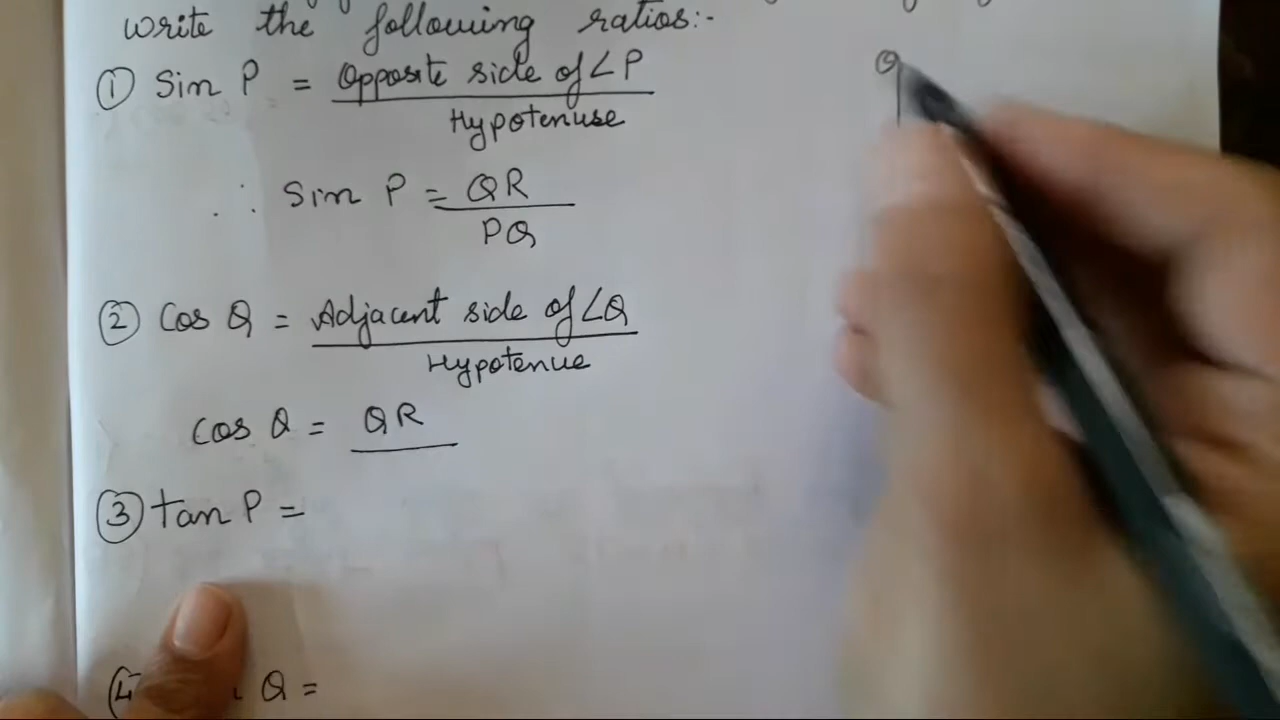 write the following ratios:-
① Sin P = Opposite side of ∠P
Hypotenuse
∴ Sin P = QR
PQ
② Cos Q = Adjacent side of ∠Q
Hypotenue
Cos Q = QR
③ tan P =
④ Q =
Q